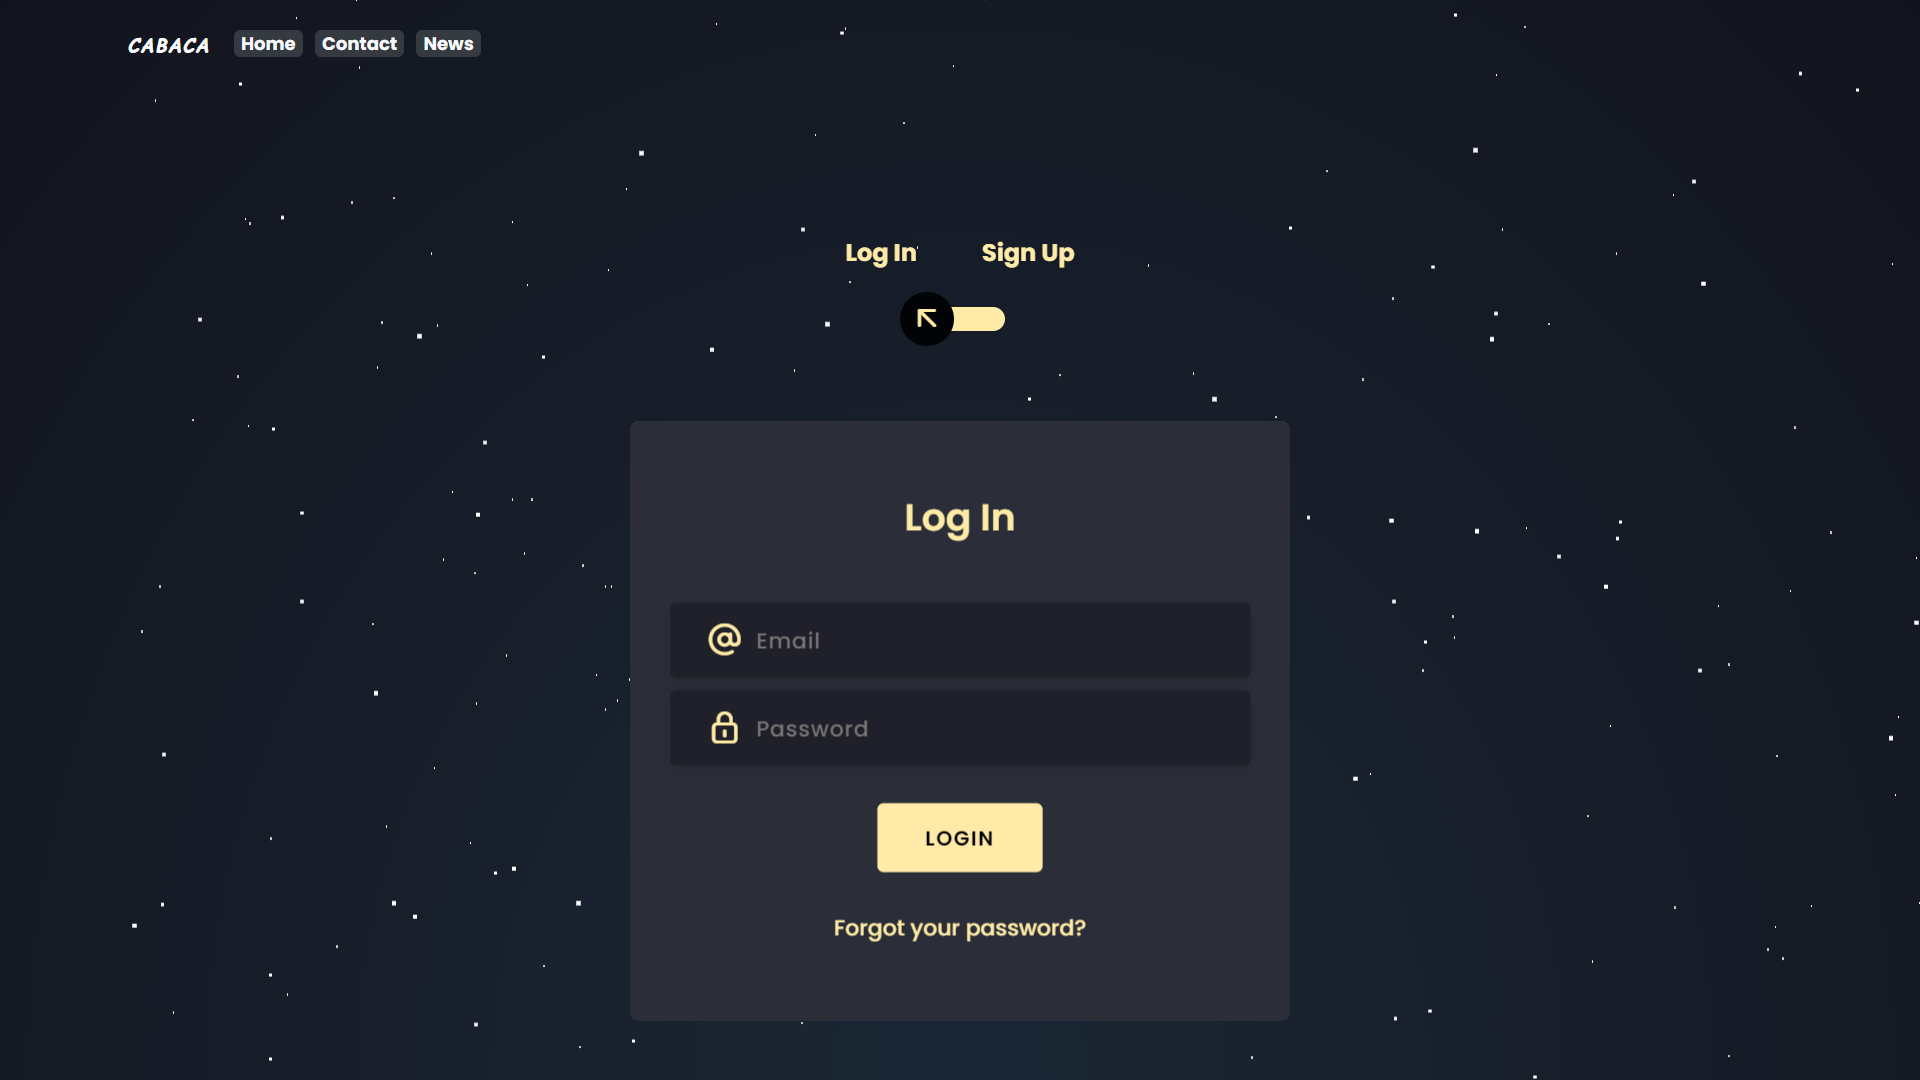 CABACA Home Contact News
Log In Sign Up
Log In
Email
Password
LOGIN
Forgot your password?